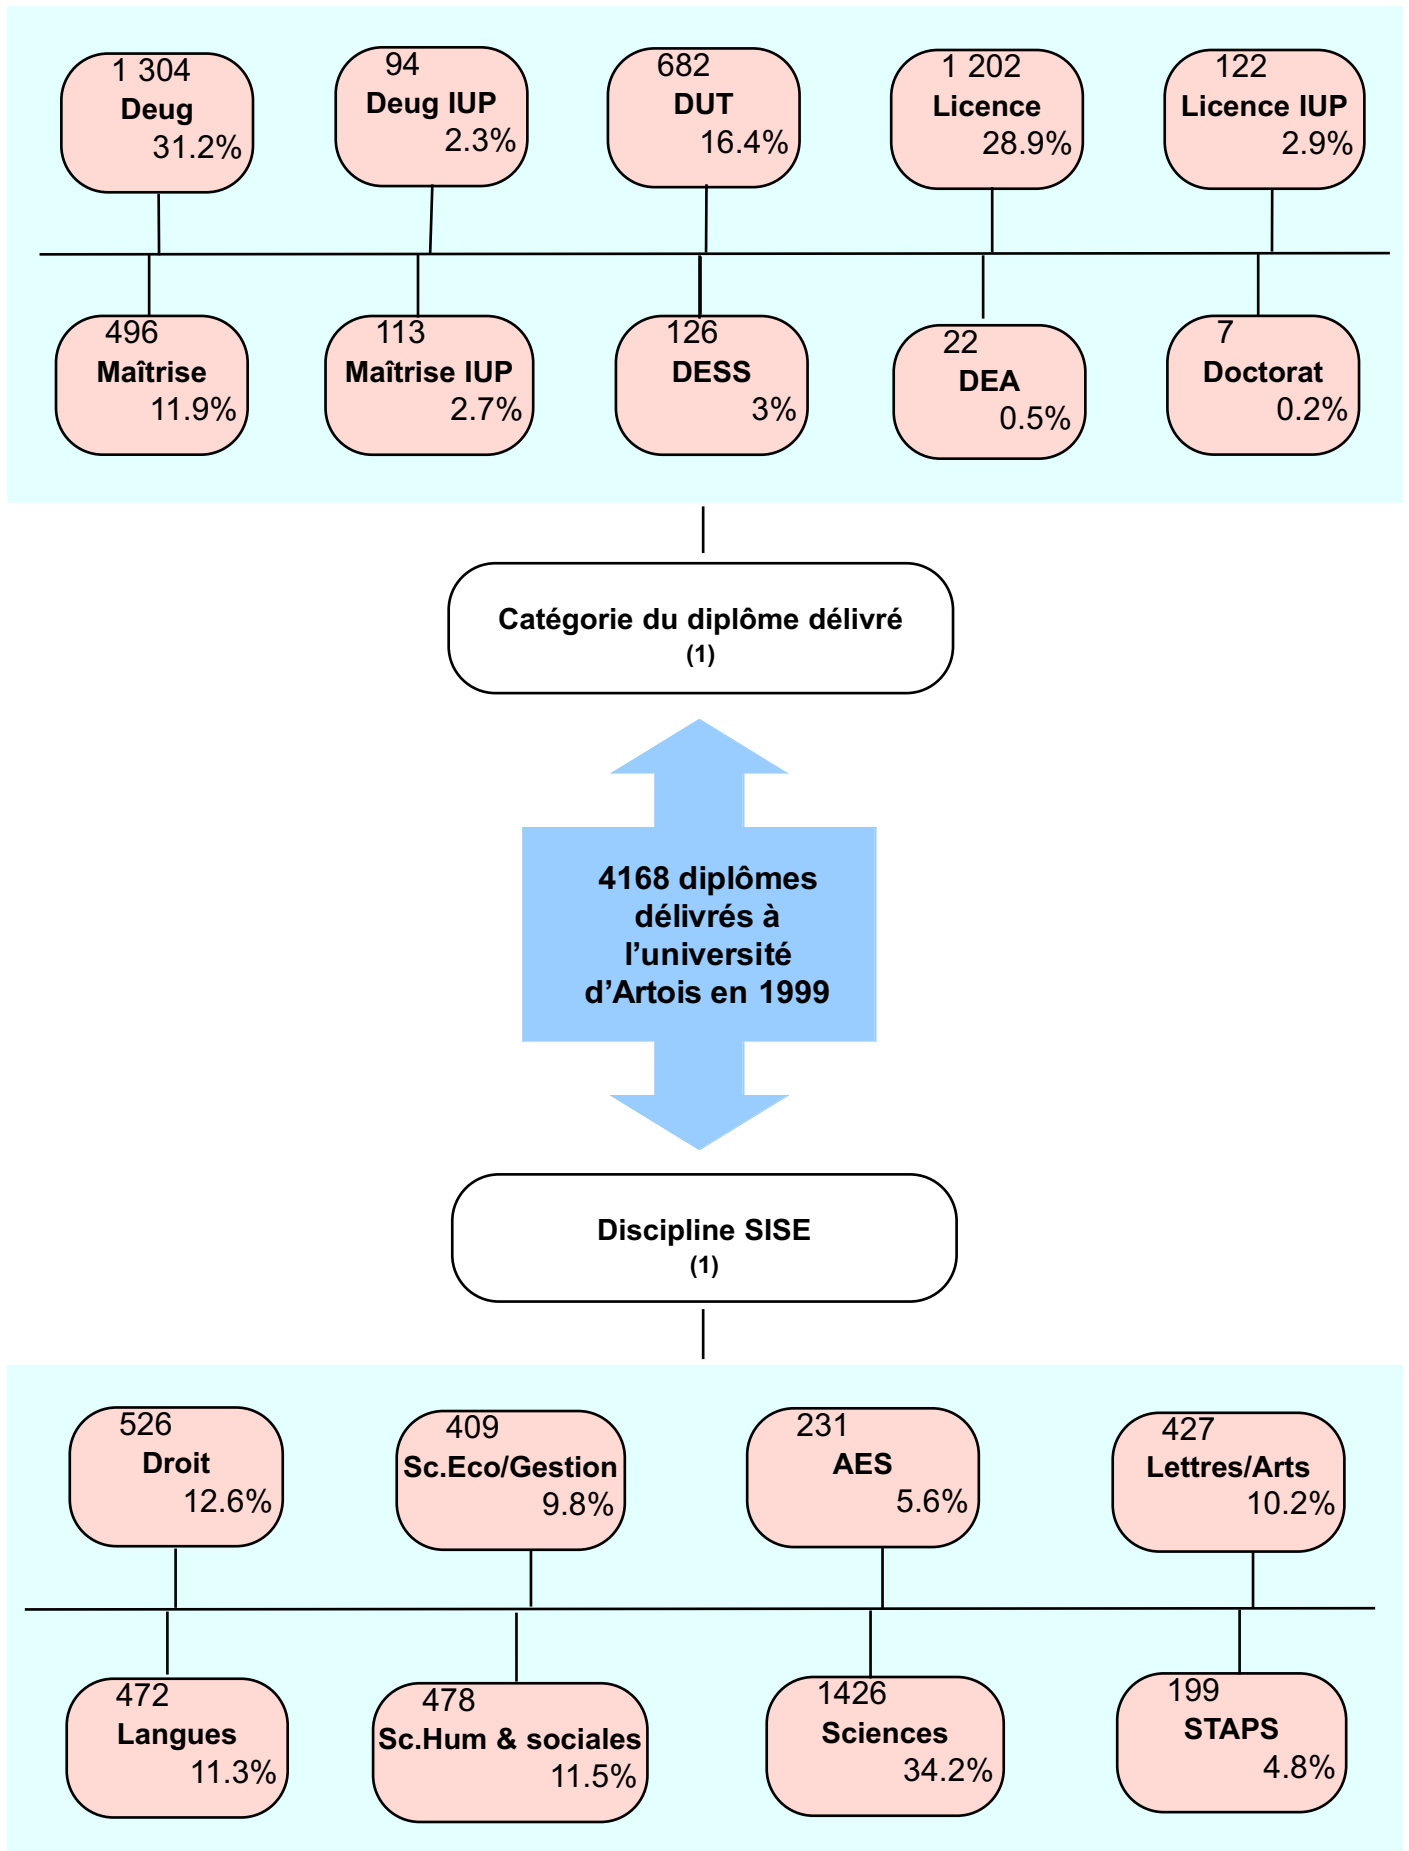 1 304
Deug
31.2%
94
Deug IUP
2.3%
682
DUT
16.4%
1 202
Licence
28.9%
122
Licence IUP
2.9%
496
Maîtrise
11.9%
113
Maîtrise IUP
2.7%
126
DESS
3%
22
DEA
0.5%
7
Doctorat
0.2%
Catégorie du diplôme délivré
(1)
4168 diplômes
délivrés à
l’université
d’Artois en 1999
Discipline SISE
(1)
526
Droit
12.6%
409
Sc.Eco/Gestion
9.8%
231
AES
5.6%
427
Lettres/Arts
10.2%
472
Langues
11.3%
478
Sc.Hum & sociales
11.5%
1426
Sciences
34.2%
199
STAPS
4.8%